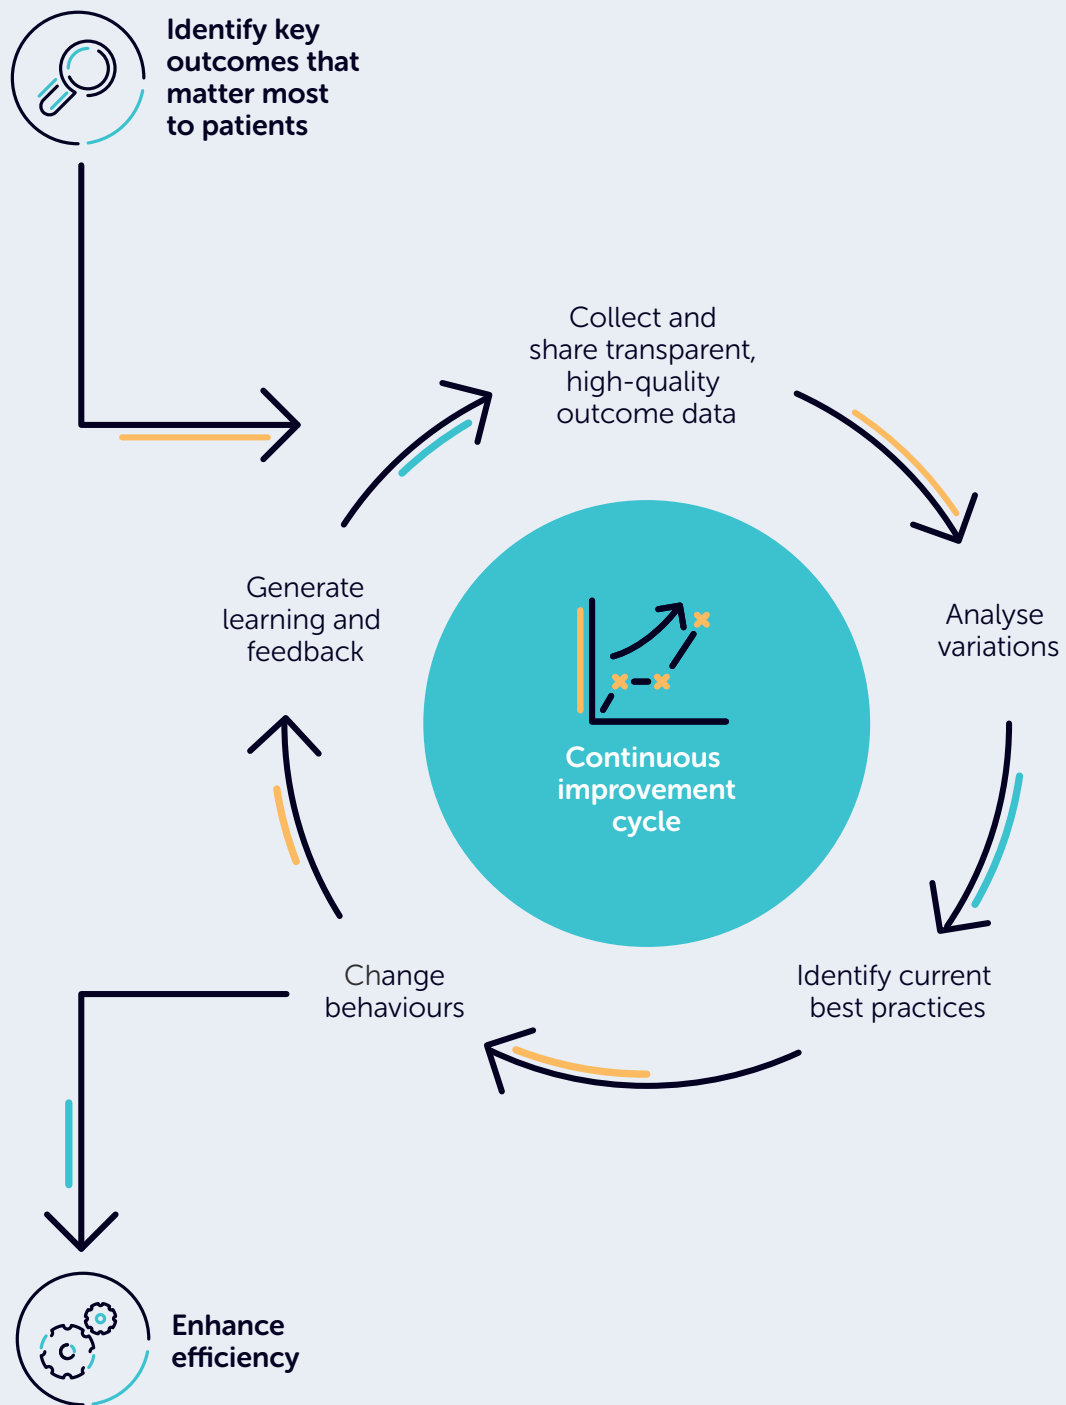 Identify key
outcomes that
matter most
to patients
Collect and
share transparent,
high-quality
outcome data
Analyse
variations
Identify current
best practices
Change
behaviours
Generate
learning and
feedback
Continuous
improvement
cycle
Enhance
efficiency